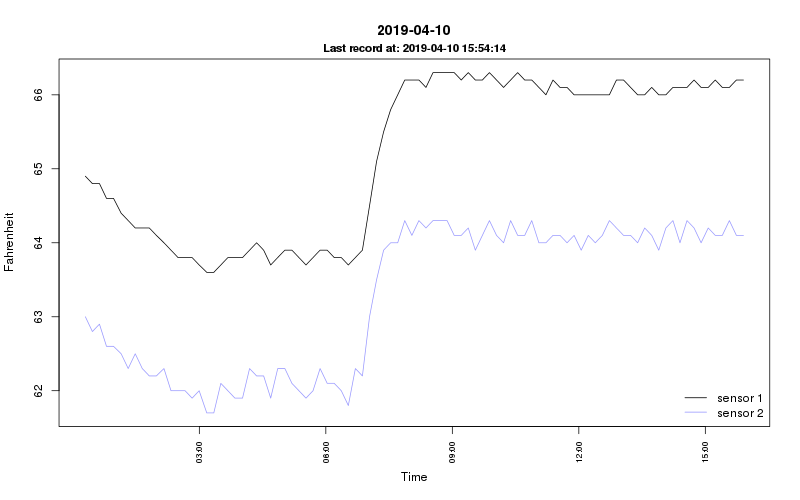 2019-04-10
Last record at: 2019-04-10 15:54:14
Fahrenheit
66
65
64
63
62
03:00
06:00
09:00
12:00
15:00
Time
sensor 1
sensor 2